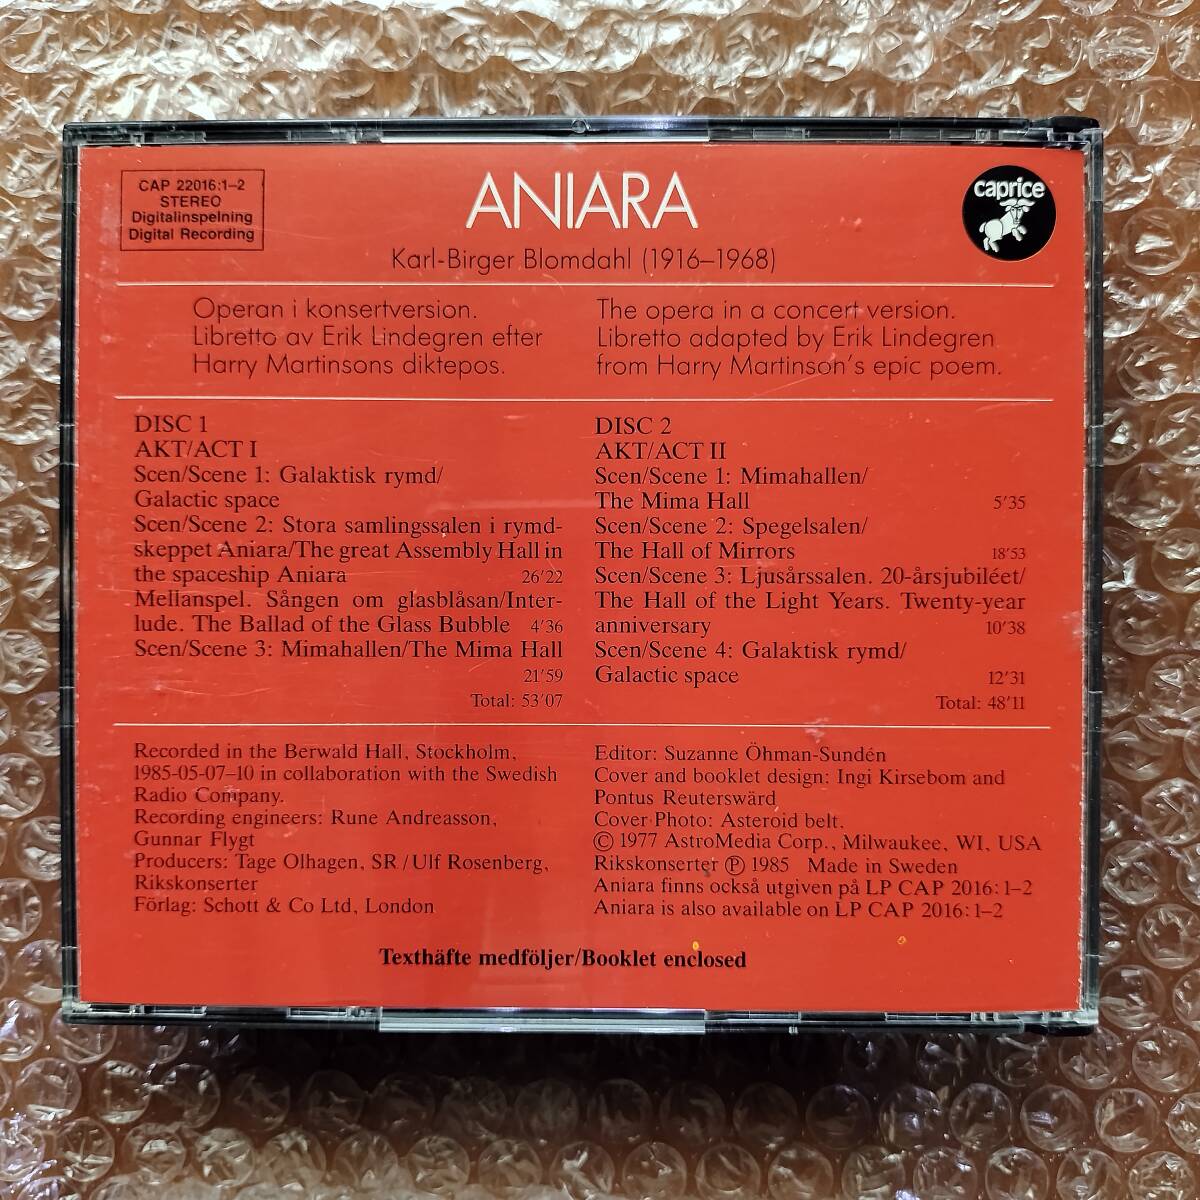 CAP 22016:1–2
STEREO
Digitalinspelning
Digital Recording
ANIARA
caprice
Karl-Birger Blomdahl (1916–1968)
Operan i konsertversion.
Libretto av Erik Lindegren efter
Harry Martinsons diktepos.
The opera in a concert version.
Libretto adapted by Erik Lindegren
from Harry Martinson's epic poem.
DISC 1
AKT/ACT I
Scen/Scene 1: Galaktisk rymd/
Galactic space
Scen/Scene 2: Stora samlingssalen i rymd-
skeppet Aniara/The great Assembly Hall in
the spaceship Aniara 26'22
Mellanspel. Sången om glasblåsan/Inter-
lude. The Ballad of the Glass Bubble 4'36
Scen/Scene 3: Mimahallen/The Mima Hall
21'59
Total: 53'07
DISC 2
AKT/ACT II
Scen/Scene 1: Mimahallen/
The Mima Hall 5'35
Scen/Scene 2: Spegelsalen/
The Hall of Mirrors 18'53
Scen/Scene 3: Ljusårssalen. 20-årsjubiléet/
The Hall of the Light Years. Twenty-year
anniversary 10'38
Scen/Scene 4: Galaktisk rymd/
Galactic space 12'31
Total: 48'11
Recorded in the Berwald Hall, Stockholm,
1985-05-07–10 in collaboration with the Swedish
Radio Company.
Recording engineers: Rune Andreasson,
Gunnar Flygt
Producers: Tage Olhagen, SR/Ulf Rosenberg,
Rikskonserter
Förlag: Schott & Co Ltd, London
Editor: Suzanne Öhman-Sundén
Cover and booklet design: Ingi Kirsebom and
Pontus Reuterswärd
Cover Photo: Asteroid belt.
© 1977 AstroMedia Corp., Milwaukee, WI, USA
Rikskonserter ℗ 1985 Made in Sweden
Aniara finns också utgiven på LP CAP 2016:1–2
Aniara is also available on LP CAP 2016:1–2
Texthäfte medföljer/Booklet enclosed